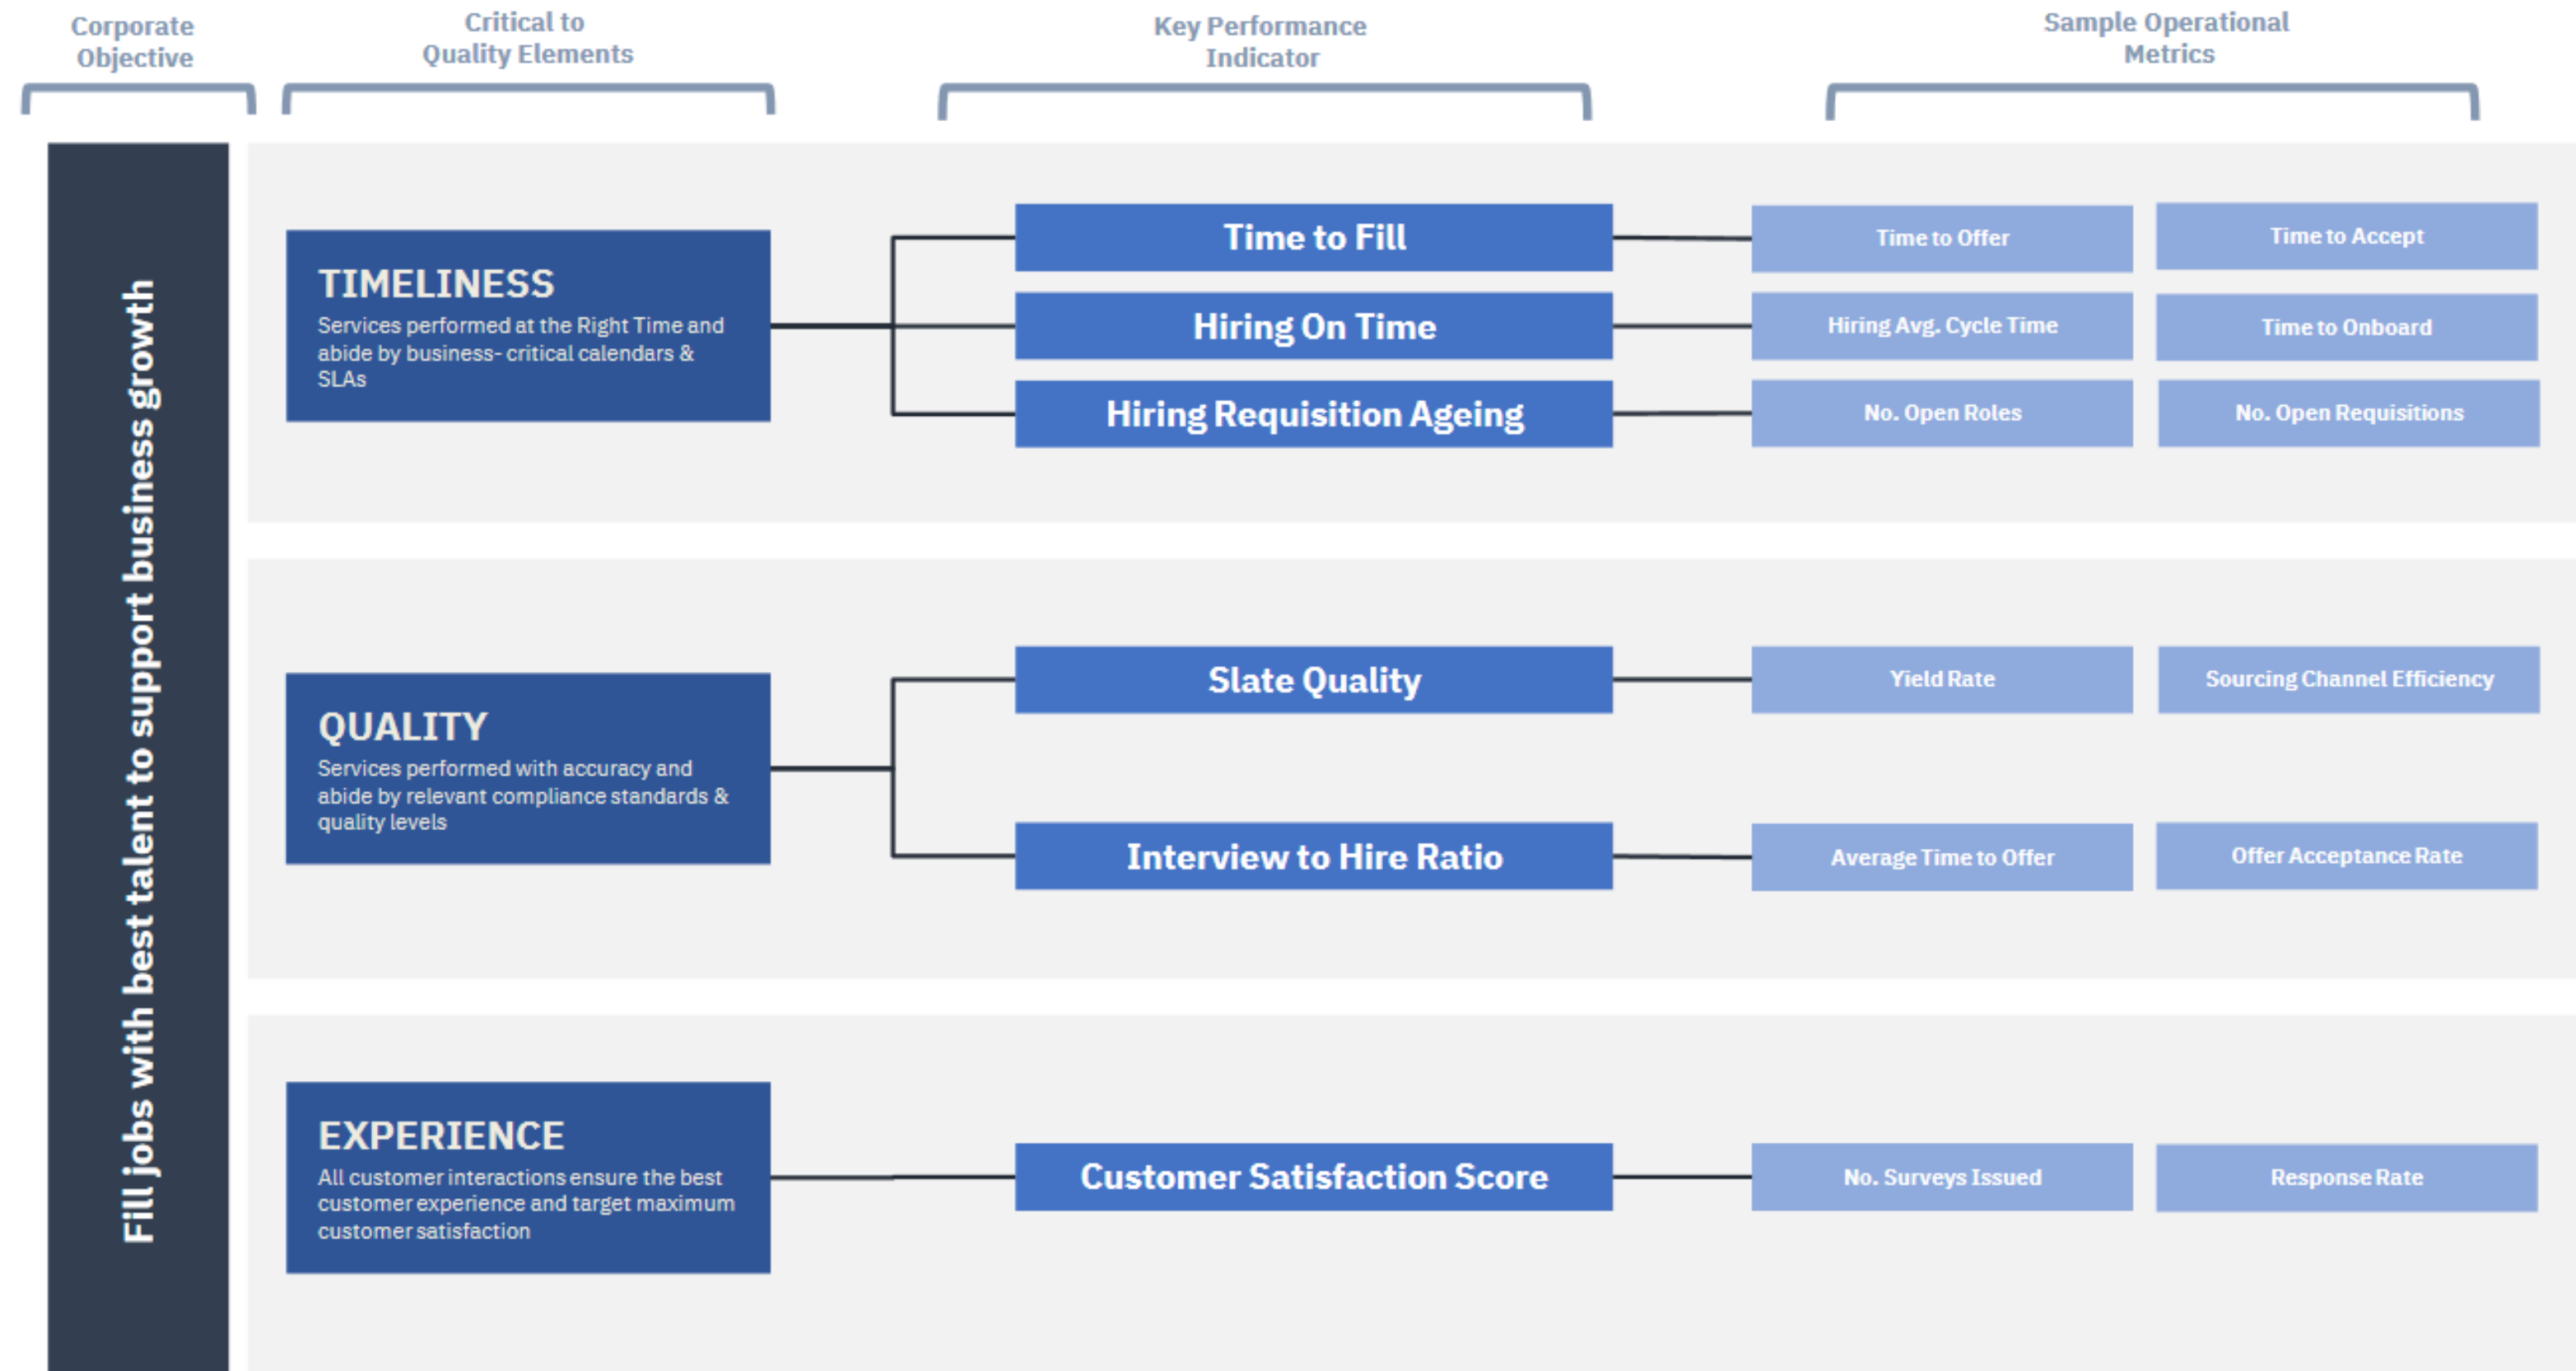 Corporate
Objective
Critical to
Quality Elements
Key Performance
Indicator
Sample Operational
Metrics
Fill jobs with best talent to support business growth
TIMELINESS
Services performed at the Right Time and
abide by business- critical calendars &
SLAs
Time to Fill
Time to Offer
Time to Accept
Hiring On Time
Hiring Avg. Cycle Time
Time to Onboard
Hiring Requisition Ageing
No. Open Roles
No. Open Requisitions
QUALITY
Services performed with accuracy and
abide by relevant compliance standards &
quality levels
Slate Quality
Yield Rate
Sourcing Channel Efficiency
Interview to Hire Ratio
Average Time to Offer
Offer Acceptance Rate
EXPERIENCE
All customer interactions ensure the best
customer experience and target maximum
customer satisfaction
Customer Satisfaction Score
No. Surveys Issued
Response Rate